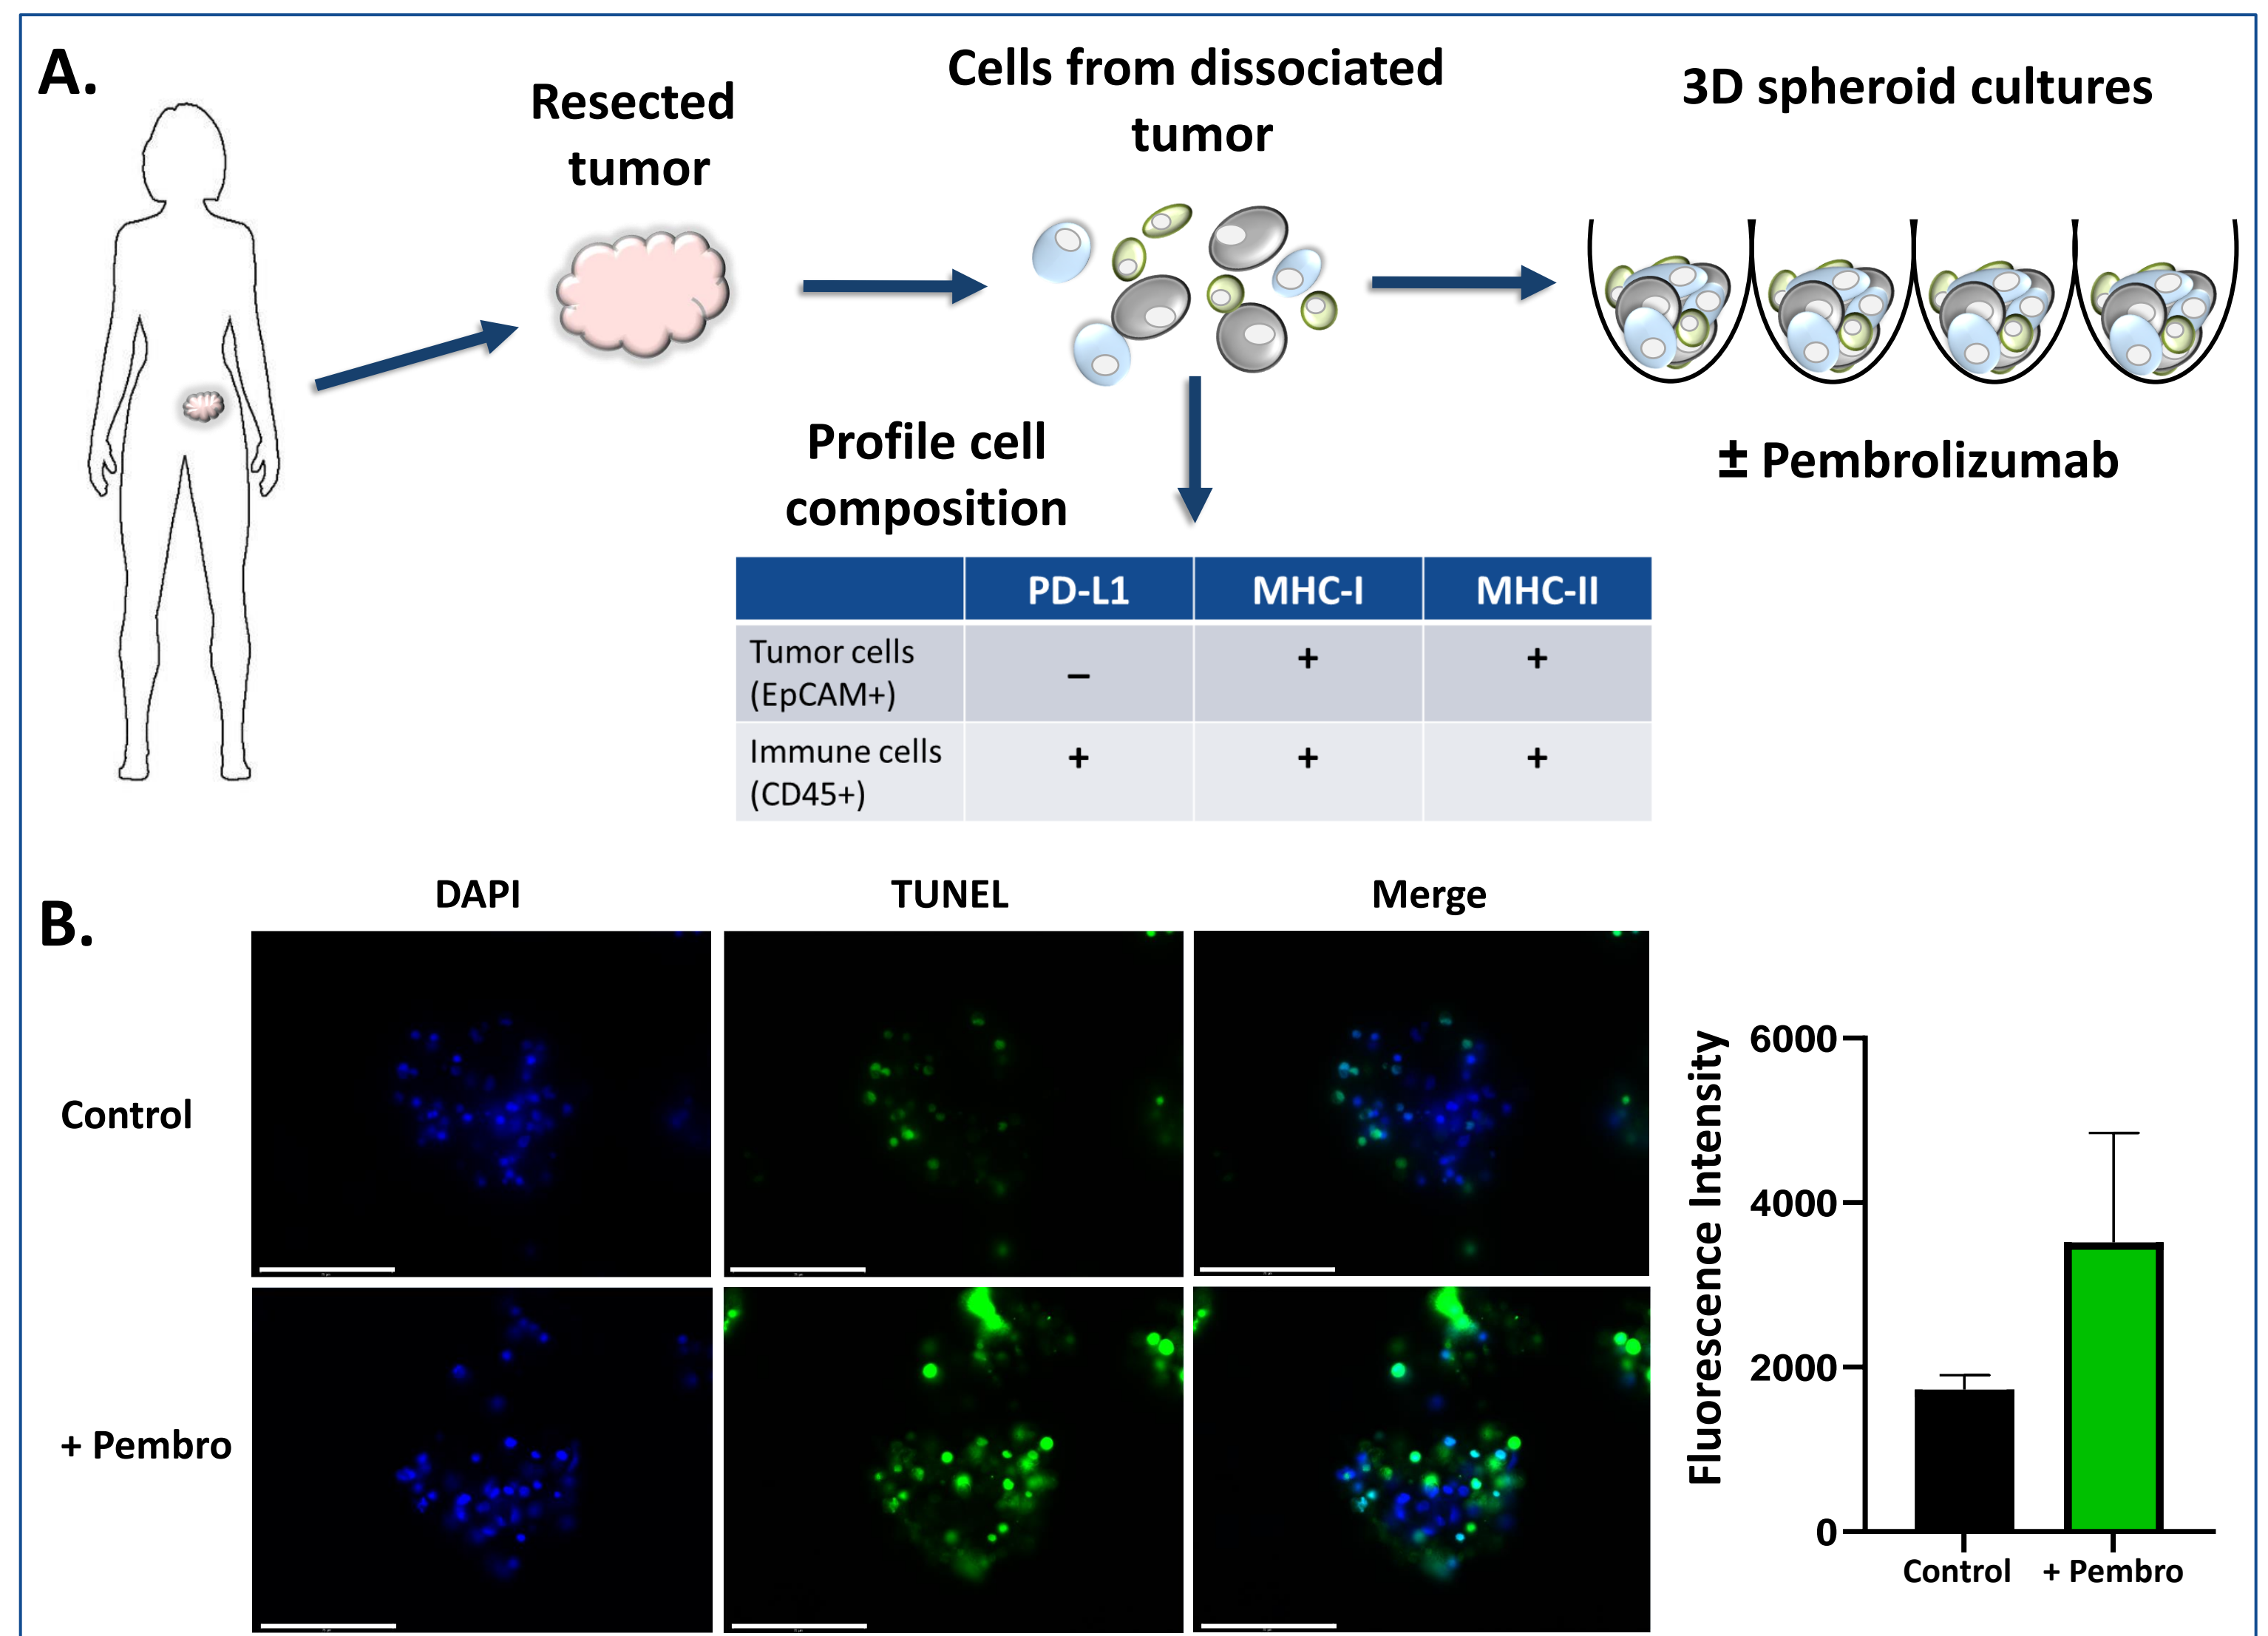 A.
Resected
tumor
Cells from dissociated
tumor
3D spheroid cultures
± Pembrolizumab
Profile cell
composition
PD-L1 MHC-I MHC-II
Tumor cells
(EpCAM+)
– + +
Immune cells
(CD45+)
+ + +
B.
DAPI TUNEL Merge
Control
+ Pembro
Fluorescence Intensity
6000
4000
2000
0
Control + Pembro